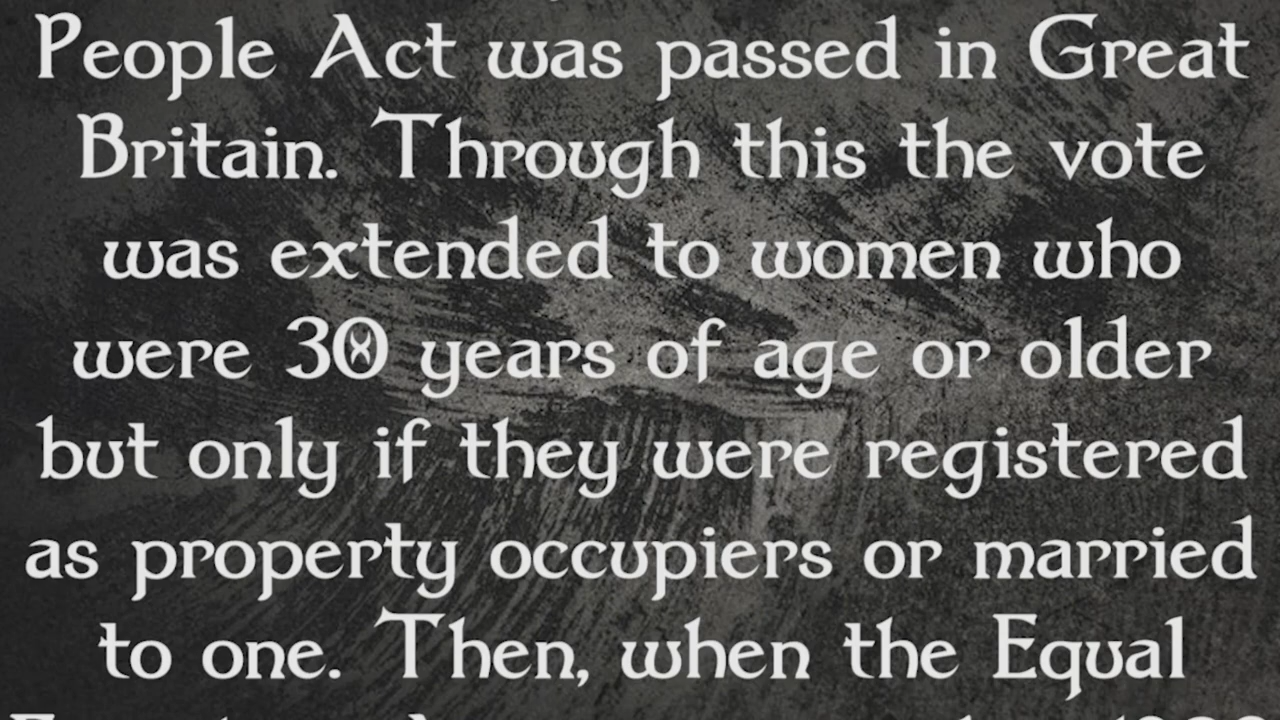 People Act was passed in Great
Britain. Through this the vote
was extended to women who
were 30 years of age or older
but only if they were registered
as property occupiers or married
to one. Then, when the Equal